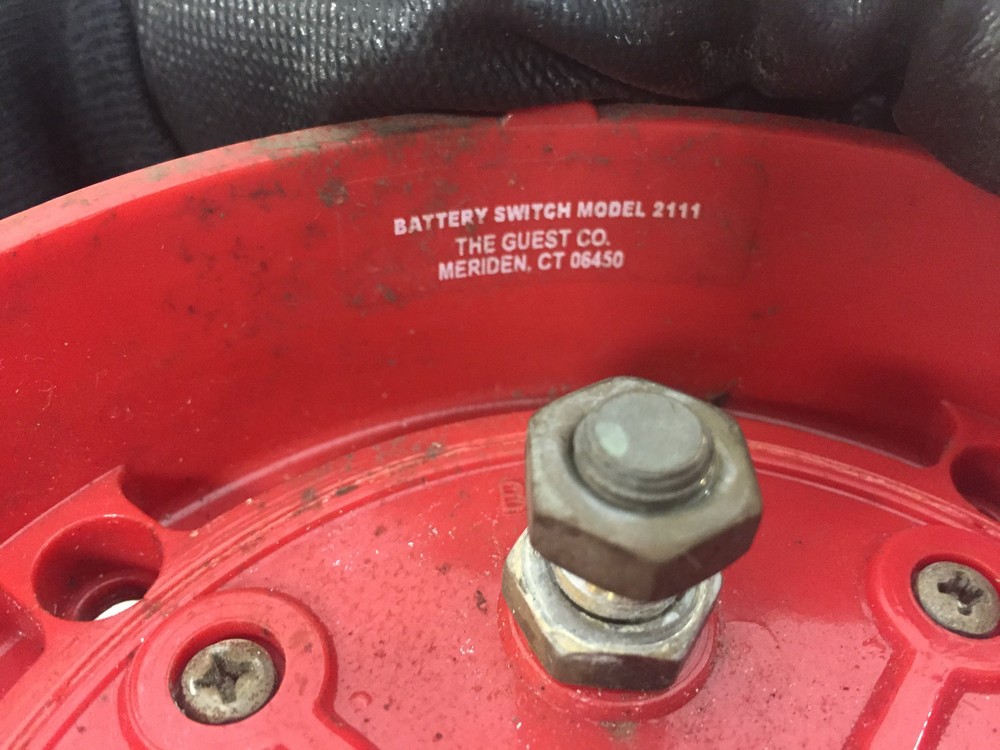 BATTERY SWITCH MODEL 2111
THE GUEST CO.
MERIDEN, CT 06450